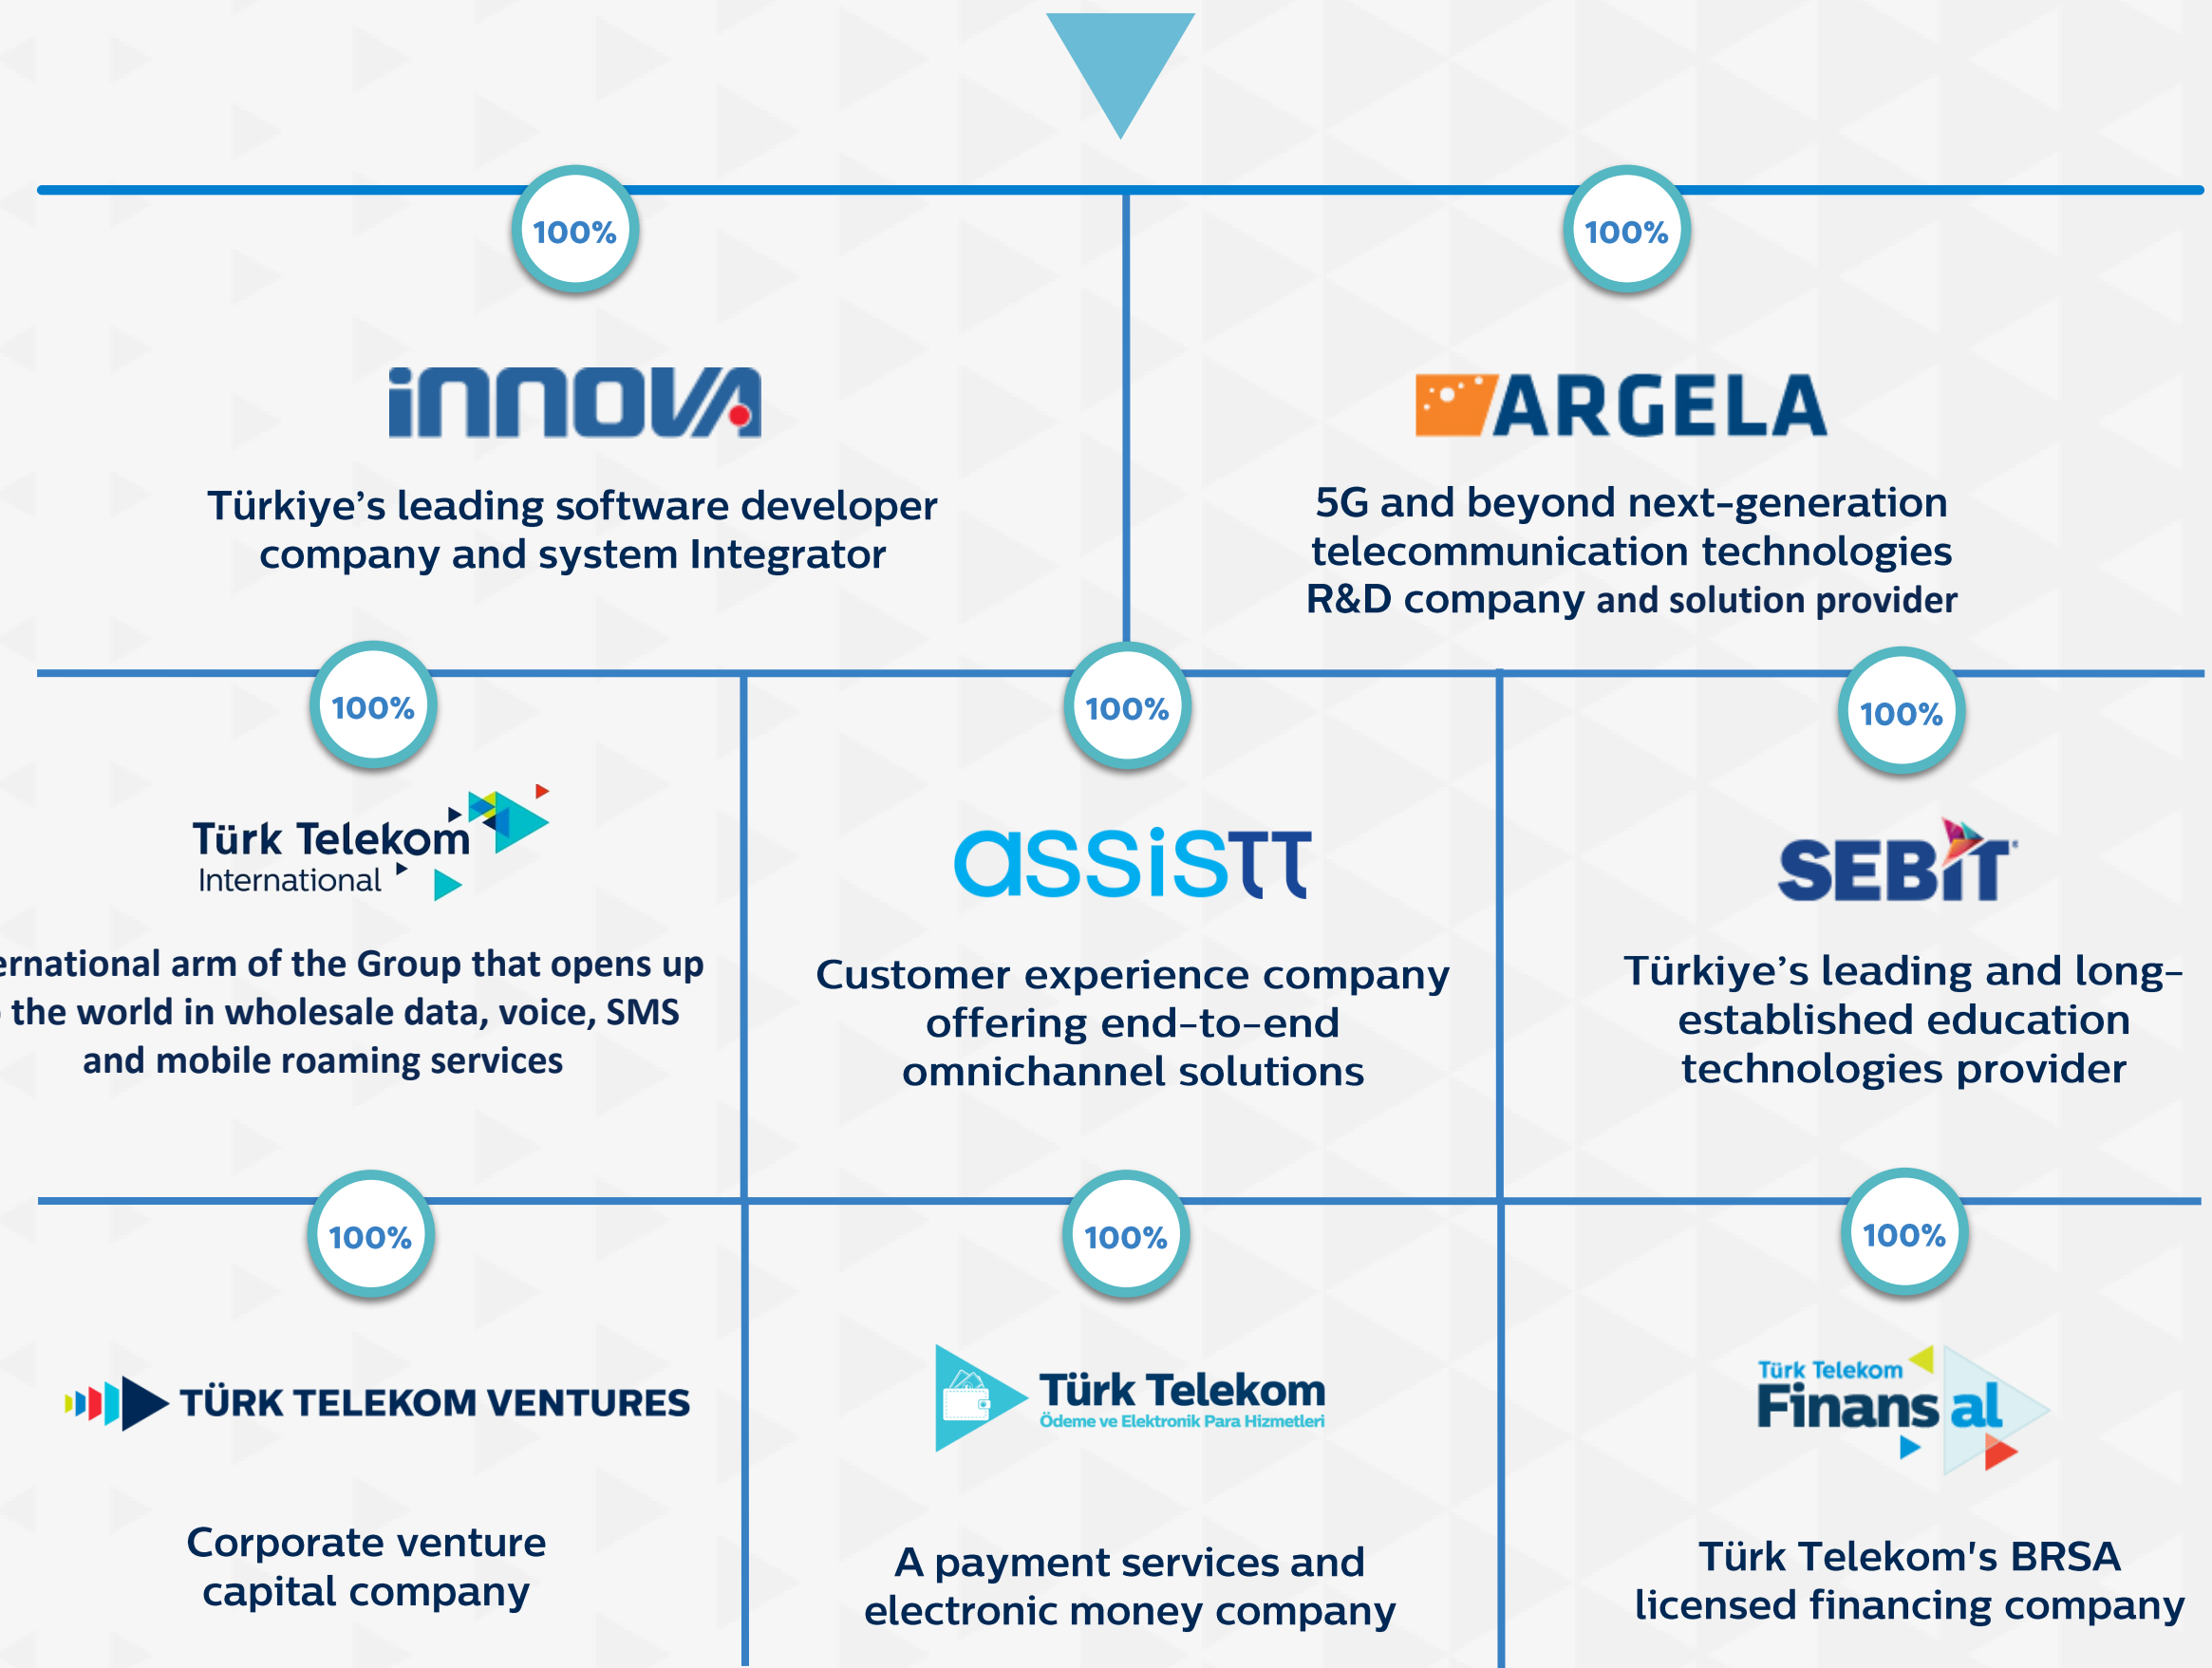 100%
100%
innova
ARGELA
Türkiye’s leading software developer
company and system Integrator
5G and beyond next-generation
telecommunication technologies
R&D company and solution provider
100%
100%
100%
Türk Telekom
International
assistt
SEBİT
arm of the Group that opens up
the world in wholesale data, voice, SMS
and mobile roaming services
Customer experience company
offering end-to-end
omnichannel solutions
Türkiye’s leading and long-
established education
technologies provider
100%
100%
100%
TÜRK TELEKOM VENTURES
Türk Telekom
Ödeme ve Elektronik Para Hizmetleri
Türk Telekom
Finansal
Corporate venture
capital company
A payment services and
electronic money company
Türk Telekom's BRSA
licensed financing company